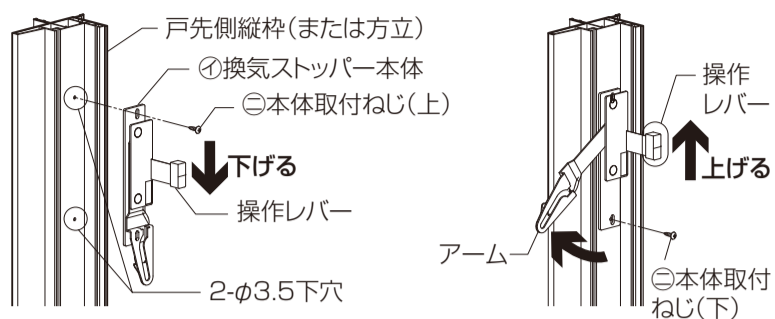 戸先側縦枠(または方立)
㋑換気ストッパー本体
㋥本体取付ねじ(上)
下げる
操作レバー
2-φ3.5下穴
操作
レバー
上げる
アーム
㋥本体取付
ねじ(下)